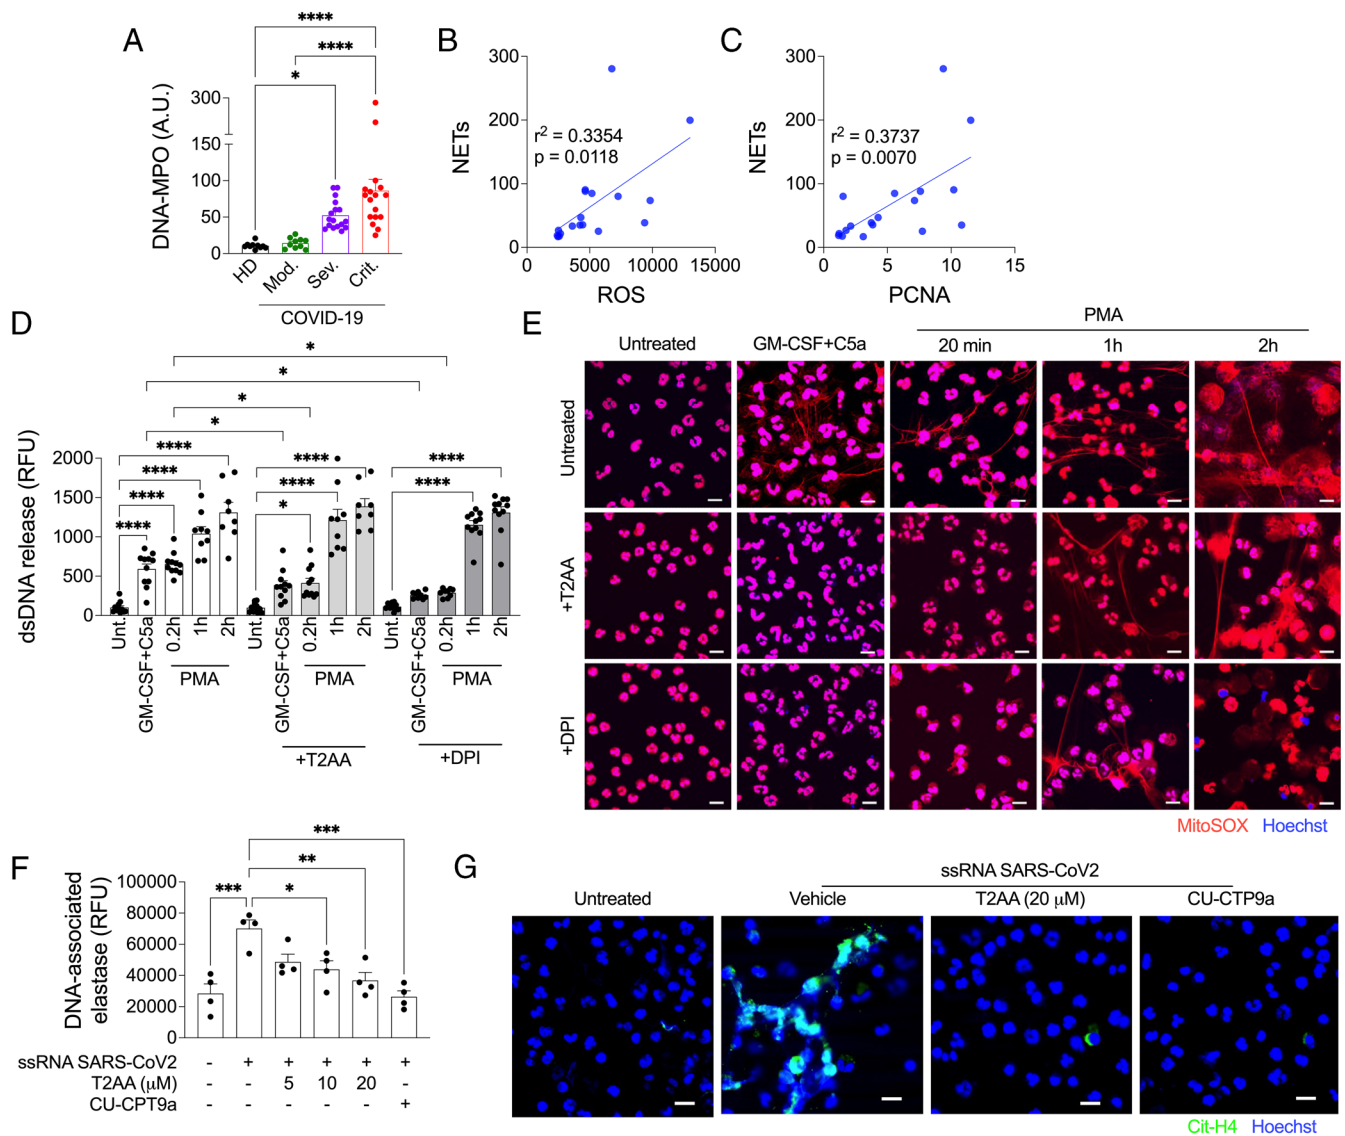 A
****
****
*
DNA-MPO (A.U.)
300
150
100
50
0
HD
Mod.
Sev.
Crit.
COVID-19
B
NETs
300
200
100
0
r2 = 0.3354
p = 0.0118
0
5000
10000
15000
ROS
C
NETs
300
200
100
0
r2 = 0.3737
p = 0.0070
0
5
10
15
PCNA
D
*
*
*
*
****
****
****
****
****
****
*
****
****
dsDNA release (RFU)
2000
1500
1000
500
0
Unt.
GM-CSF+C5a
0.2h
1h
2h
PMA
Unt.
GM-CSF+C5a
0.2h
1h
2h
PMA
+T2AA
Unt.
GM-CSF+C5a
0.2h
1h
2h
PMA
+DPI
E
PMA
Untreated
GM-CSF+C5a
20 min
1h
2h
Untreated
+T2AA
+DPI
MitoSOX Hoechst
F
***
**
***
*
DNA-associated
elastase (RFU)
100000
80000
60000
40000
20000
0
ssRNA SARS-CoV2 - + + + + +
T2AA (μM) - - 5 10 20 -
CU-CPT9a - - - - - +
G
ssRNA SARS-CoV2
Untreated
Vehicle
T2AA (20 μM)
CU-CTP9a
Cit-H4 Hoechst